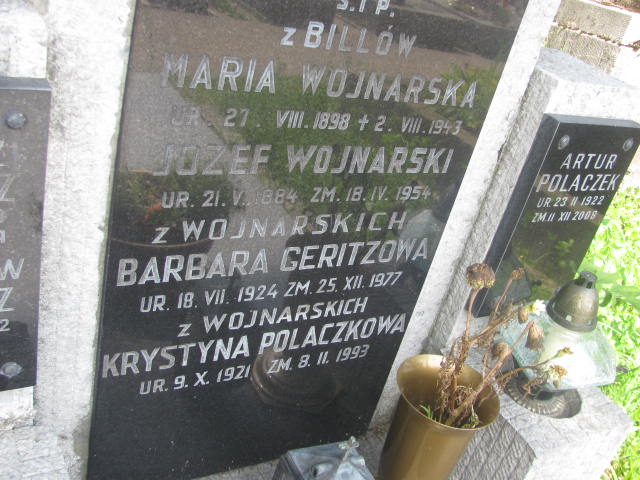 Ś.I P.
z BILLÓW
MARIA WOJNARSKA
UR. 27. VIII. 1898 + 2. VIII. 1943
JÓZEF WOJNARSKI
UR. 21. V. 1884 ZM. 18. IV. 1954
z WOJNARSKICH
BARBARA GERITZOWA
UR. 18. VII. 1924 ZM. 25. XII. 1977
z WOJNARSKICH
KRYSTYNA POLACZKOWA
UR. 9. X. 1921 ZM. 8. 11. 1993
ARTUR
POLACZEK
UR. 23 II 1922
ZM. 11 XII 2008